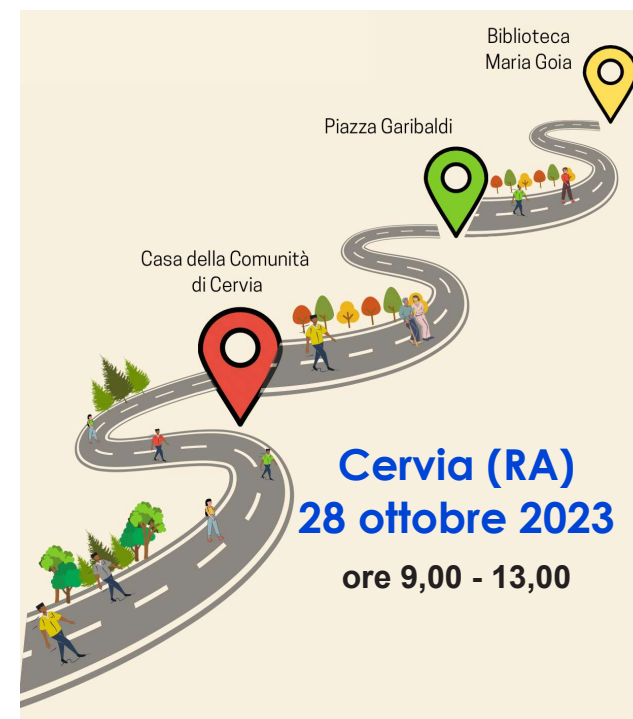 Biblioteca
Maria Goia
Piazza Garibaldi
Casa della Comunità
di Cervia
Cervia (RA)
28 ottobre 2023
ore 9,00 - 13,00